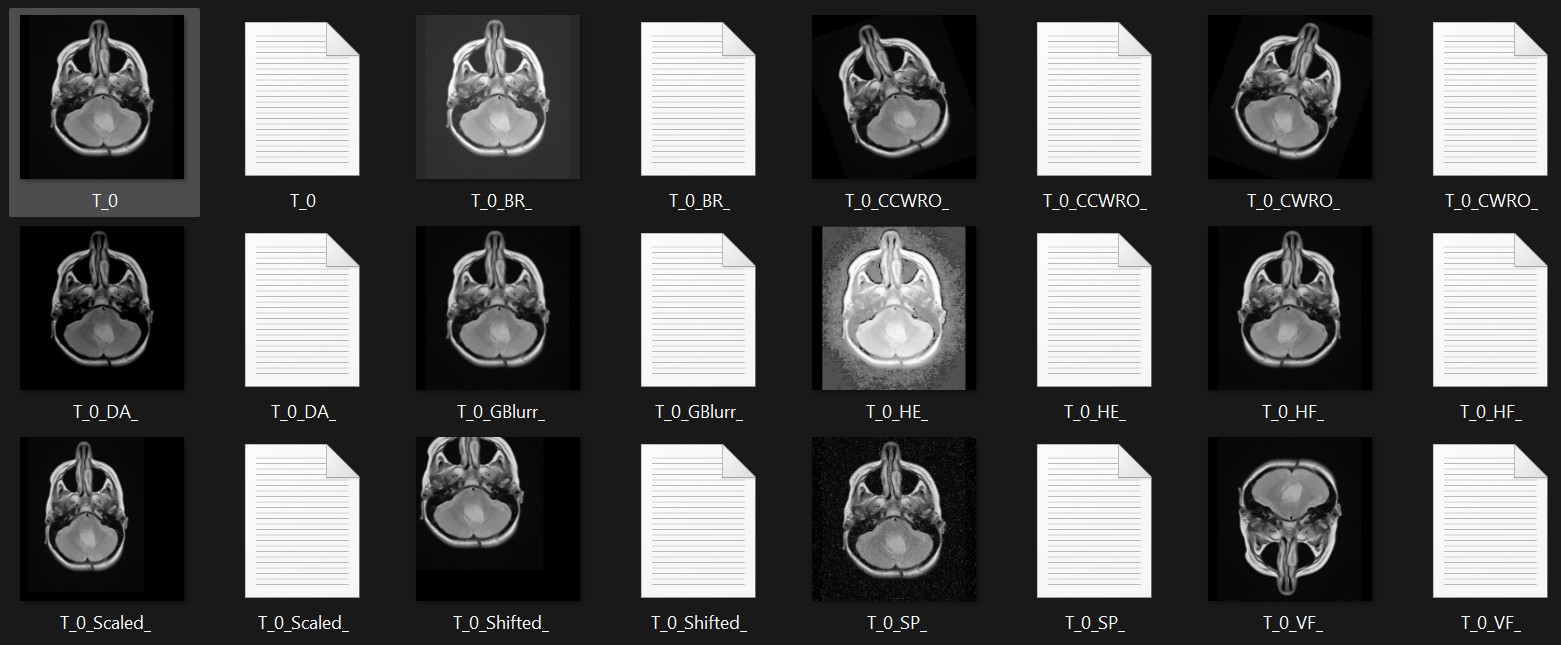 T_0 T_0 T_0_BR_ T_0_BR_ T_0_CCWRO_ T_0_CCWRO_ T_0_CWRO_ T_0_CWRO_
T_0_DA_ T_0_DA_ T_0_GBlurr_ T_0_GBlurr_ T_0_HE_ T_0_HE_ T_0_HF_ T_0_HF_
T_0_Scaled_ T_0_Scaled_ T_0_Shifted_ T_0_Shifted_ T_0_SP_ T_0_SP_ T_0_VF_ T_0_VF_